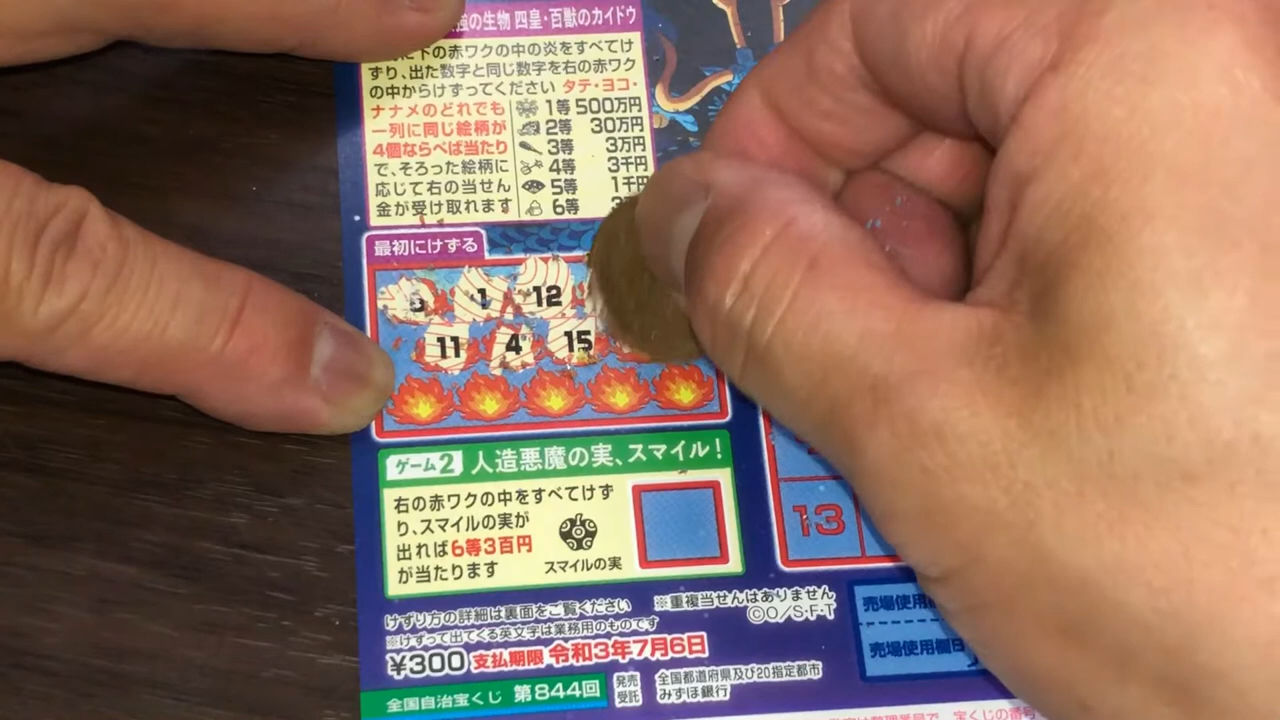 強の生物 四皇・百獣のカイドウ
に下の赤ワクの中の炎をすべてけ
ずり、出た数字と同じ数字を右の赤ワク
の中からけずってください タテ・ヨコ・
ナナメのどれでも
一列に同じ絵柄が
4個ならべば当たり
で、そろった絵柄に
応じて右の当せん
金が受け取れます
1等 500万円
2等 30万円
3等 3万円
4等 3千円
5等 1千円
6等
最初にけずる
1 12
11 4 15
ゲーム2 人造悪魔の実、スマイル!
右の赤ワクの中をすべてけず
り、スマイルの実が
出れば6等3百円
が当たります
スマイルの実
13
けずり方の詳細は裏面をご覧ください ※重複当せんはありません
©O/S・F・T
※けずって出てくる英文字は業務用のものです
¥300 支払期限 令和3年7月6日
売場使用
売場使用欄B
全国自治宝くじ 第844回
発売 全国都道府県及び20指定都市
受託 みずほ銀行
宝くじの番号